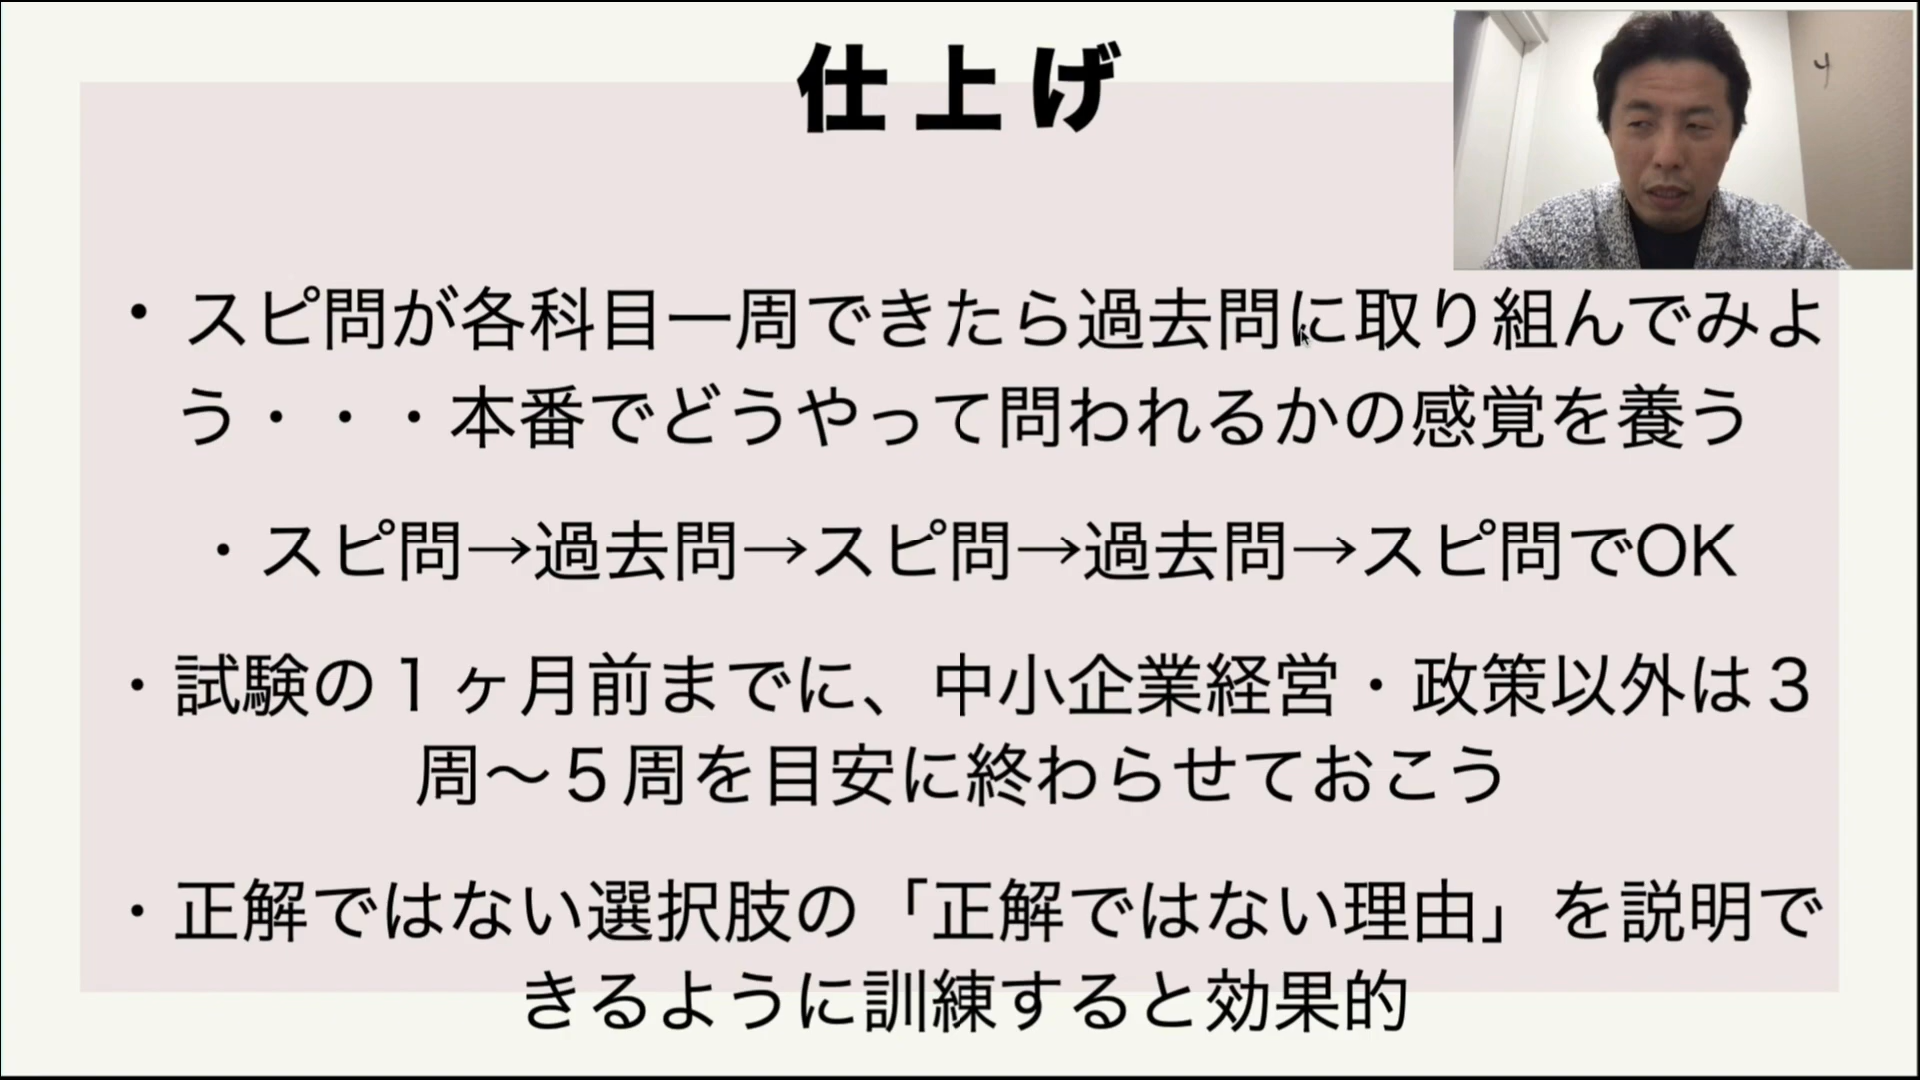 仕上げ
・スピ問が各科目一周できたら過去問に取り組んでみよ
う・・・本番でどうやって問われるかの感覚を養う
・スピ問→過去問→スピ問→過去問→スピ問でOK
・試験の１ヶ月前までに、中小企業経営・政策以外は３
周〜５周を目安に終わらせておこう
・正解ではない選択肢の「正解ではない理由」を説明で
きるように訓練すると効果的